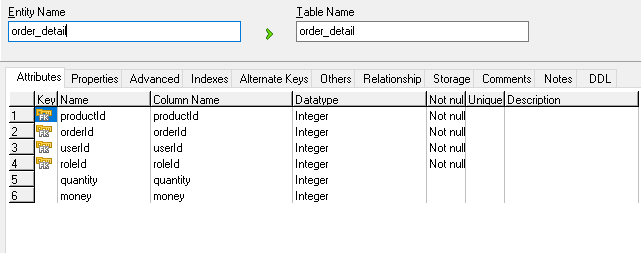 Entity Name Table Name
order_detail order_detail
Attributes Properties Advanced Indexes Alternate Keys Others Relationship Storage Comments Notes DDL
Key Name Column Name Datatype Not nul Unique Description
1 FK productId productId Integer Not null
2 orderId orderId Integer Not null
3 userId userId Integer Not null
4 roleId roleId Integer Not null
5 quantity quantity Integer
6 money money Integer